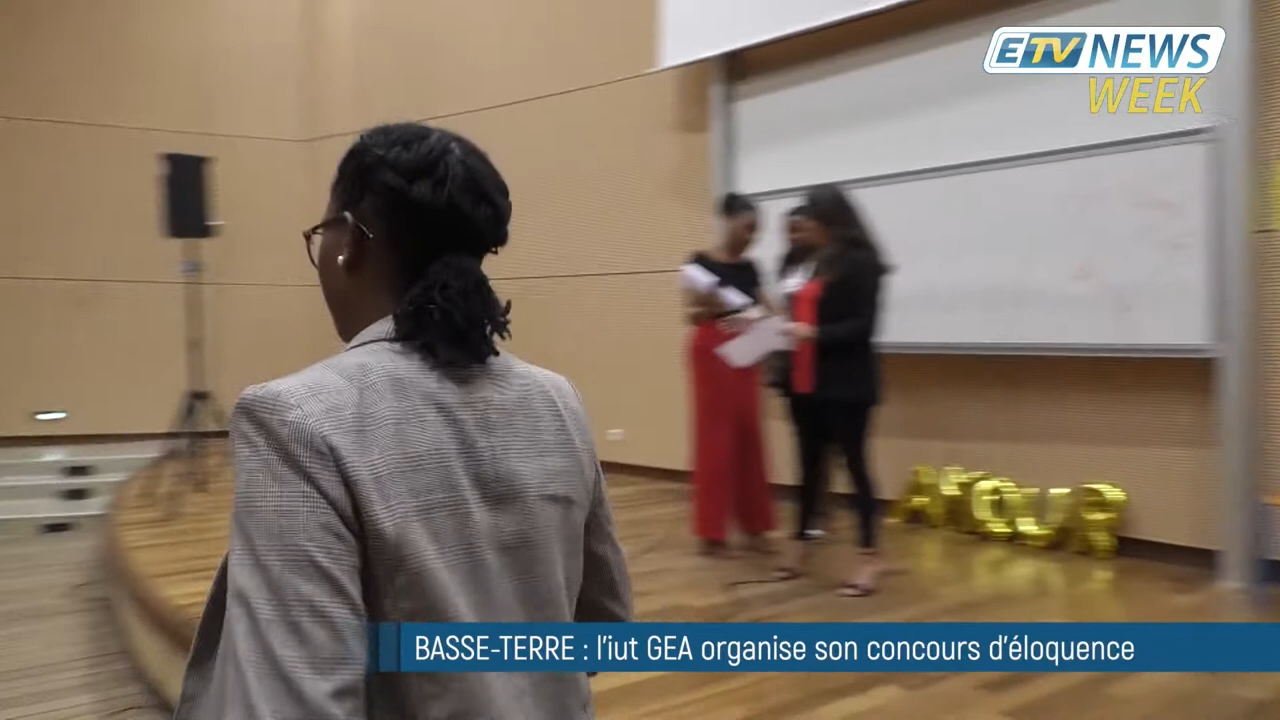 ETV NEWS
WEEK
BASSE-TERRE : l'iut GEA organise son concours d'éloquence